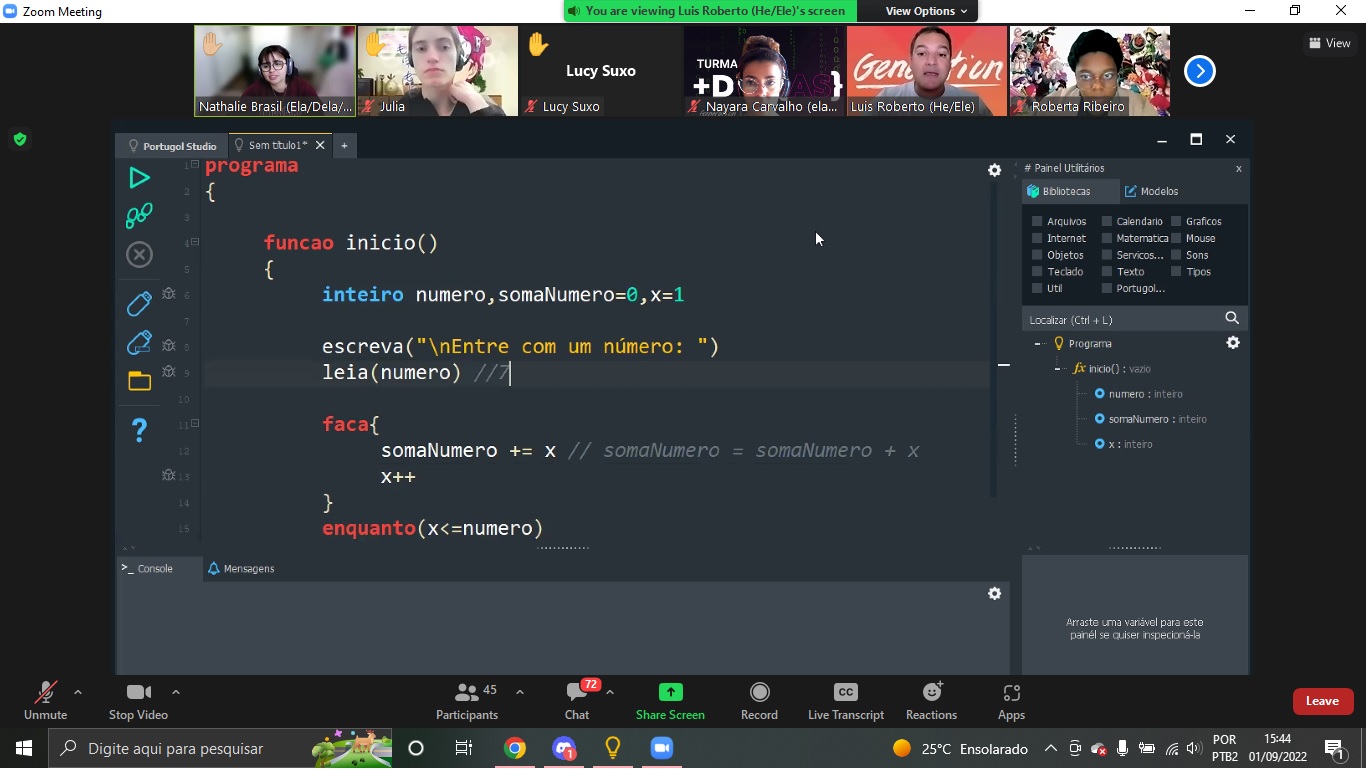 Zoom Meeting
You are viewing Luis Roberto (He/Ele)'s screen
View Options
View
Nathalie Brasil (Ela/Dela/...
Julia
Lucy Suxo
Lucy Suxo
TURMA
+D
AS}
Nayara Carvalho (ela...
Generation
Luis Roberto (He/Ele)
Roberta Ribeiro
Portugol Studio
Sem título1*
+
# Painel Utilitários
x
Bibliotecas
Modelos
Arquivos Calendario Graficos
Internet Matematica Mouse
Objetos Servicos... Sons
Teclado Texto Tipos
Util Portugol...
Localizar (Ctrl + L)
Programa
fx inicio() : vazio
numero : inteiro
somaNumero : inteiro
x : inteiro
1 programa
2 {
3
4 funcao inicio()
5 {
6 inteiro numero,somaNumero=0,x=1
7
8 escreva("\nEntre com um número: ")
9 leia(numero) //7
10
11 faca{
12 somaNumero += x // somaNumero = somaNumero + x
13 x++
14 }
15 enquanto(x<=numero)
>_ Console
Mensagens
Arraste uma variável para este
painél se quiser inspecioná-la
Unmute
Stop Video
45
Participants
72
Chat
Share Screen
Record
CC
Live Transcript
Reactions
Apps
Leave
Digite aqui para pesquisar
1
25°C Ensolarado
POR
PTB2
15:44
01/09/2022
1